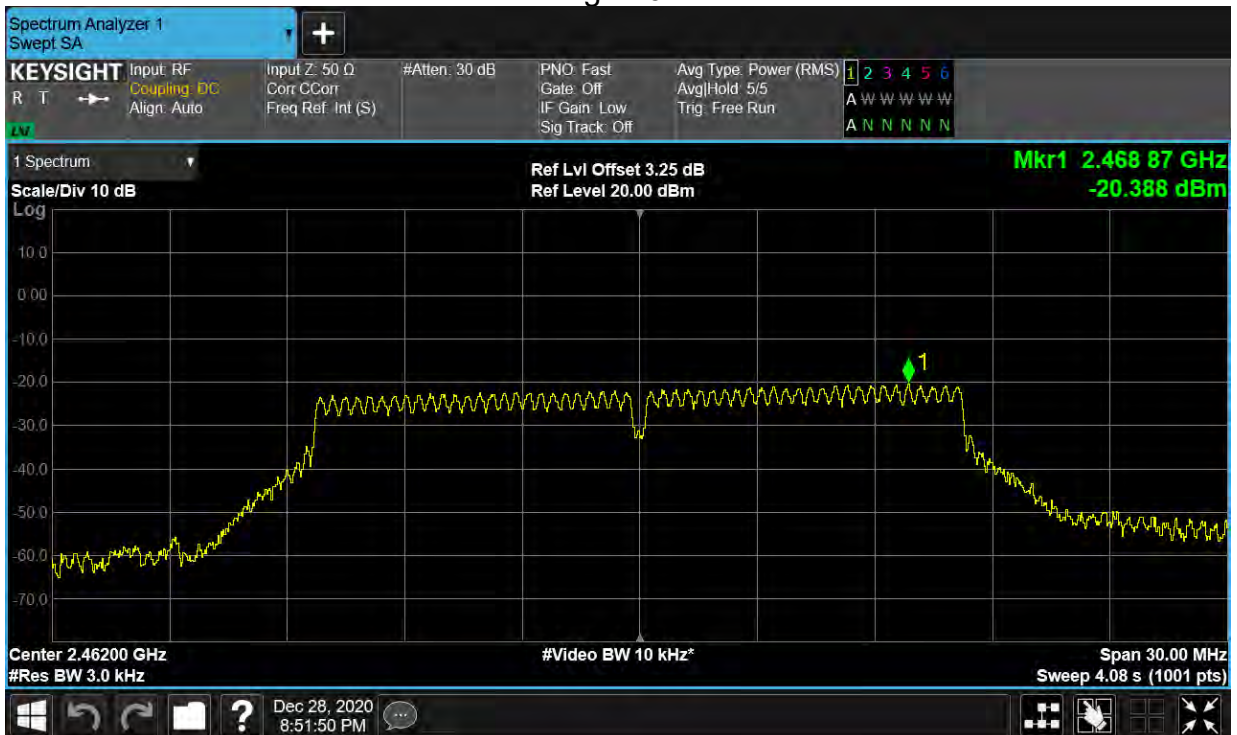 Spectrum Analyzer 1
Swept SA
+
KEYSIGHT Input: RF Input Z: 50 Ω #Atten: 30 dB PNO: Fast Avg Type: Power (RMS) 1 2 3 4 5 6
R T Coupling: DC Corr CCorr Gate: Off Avg|Hold: 5/5 A W W W W W
Align: Auto Freq Ref: Int (S) IF Gain: Low Trig: Free Run
Sig Track: Off A N N N N N
1 Spectrum Ref Lvl Offset 3.25 dB Mkr1 2.468 87 GHz
Scale/Div 10 dB Ref Level 20.00 dBm -20.388 dBm
Log
10.0
0.00
-10.0
1
-20.0
-30.0
-40.0
-50.0
-60.0
-70.0
Center 2.46200 GHz #Video BW 10 kHz* Span 30.00 MHz
#Res BW 3.0 kHz Sweep 4.08 s (1001 pts)
? Dec 28, 2020
8:51:50 PM